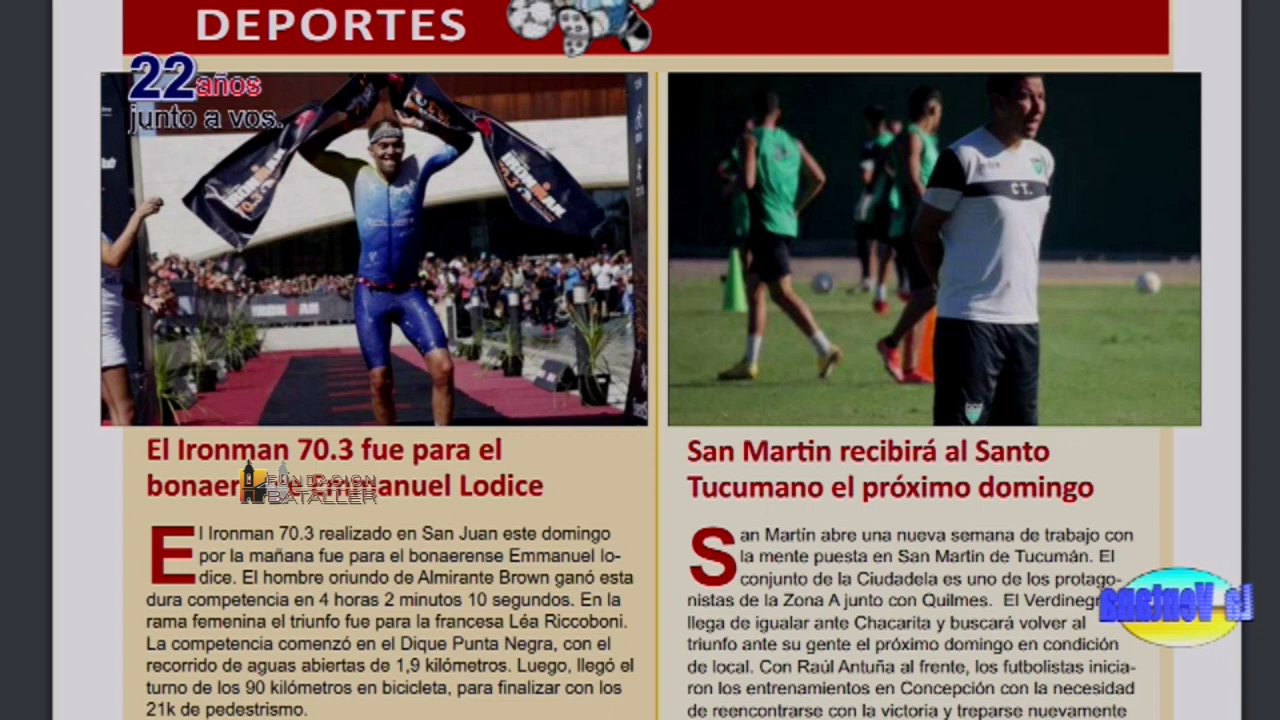 DEPORTES
22 años
junto a vos.
El Ironman 70.3 fue para el
bonaerense Emmanuel Lodice
FUNDACION
BATALLER
El Ironman 70.3 realizado en San Juan este domingo
por la mañana fue para el bonaerense Emmanuel Io-
dice. El hombre oriundo de Almirante Brown ganó esta
dura competencia en 4 horas 2 minutos 10 segundos. En la
rama femenina el triunfo fue para la francesa Léa Riccoboni.
La competencia comenzó en el Dique Punta Negra, con el
recorrido de aguas abiertas de 1,9 kilómetros. Luego, llegó el
turno de los 90 kilómetros en bicicleta, para finalizar con los
21k de pedestrismo.
C.T.
San Martin recibirá al Santo
Tucumano el próximo domingo
San Martín abre una nueva semana de trabajo con
la mente puesta en San Martin de Tucumán. El
conjunto de la Ciudadela es uno de los protago-
nistas de la Zona A junto con Quilmes. El Verdinegro
llega de igualar ante Chacarita y buscará volver al
triunfo ante su gente el próximo domingo en condición
de local. Con Raúl Antuña al frente, los futbolistas inicia-
ron los entrenamientos en Concepción con la necesidad
de reencontrarse con la victoria y treparse nuevamente
la Ventana